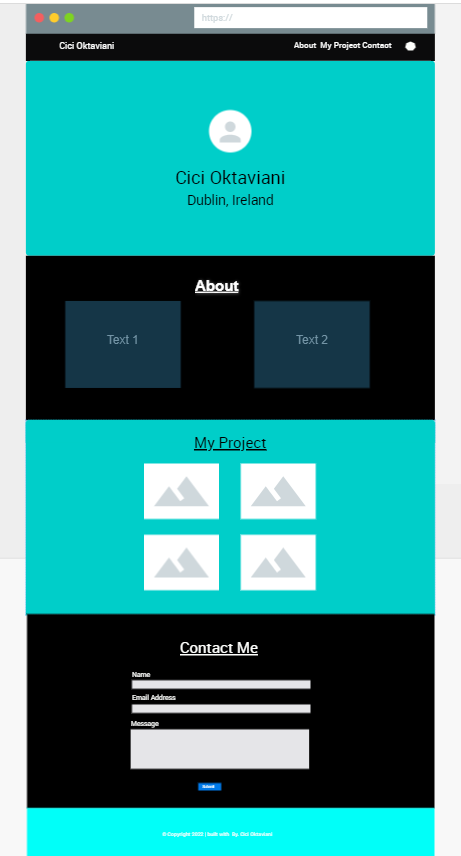 https://
Cici Oktaviani
About My Project Contact
Cici Oktaviani
Dublin, Ireland
About
Text 1 Text 2
My Project
Contact Me
Name
Email Address
Message
Submit
© Copyright built with By Cici Oktaviani